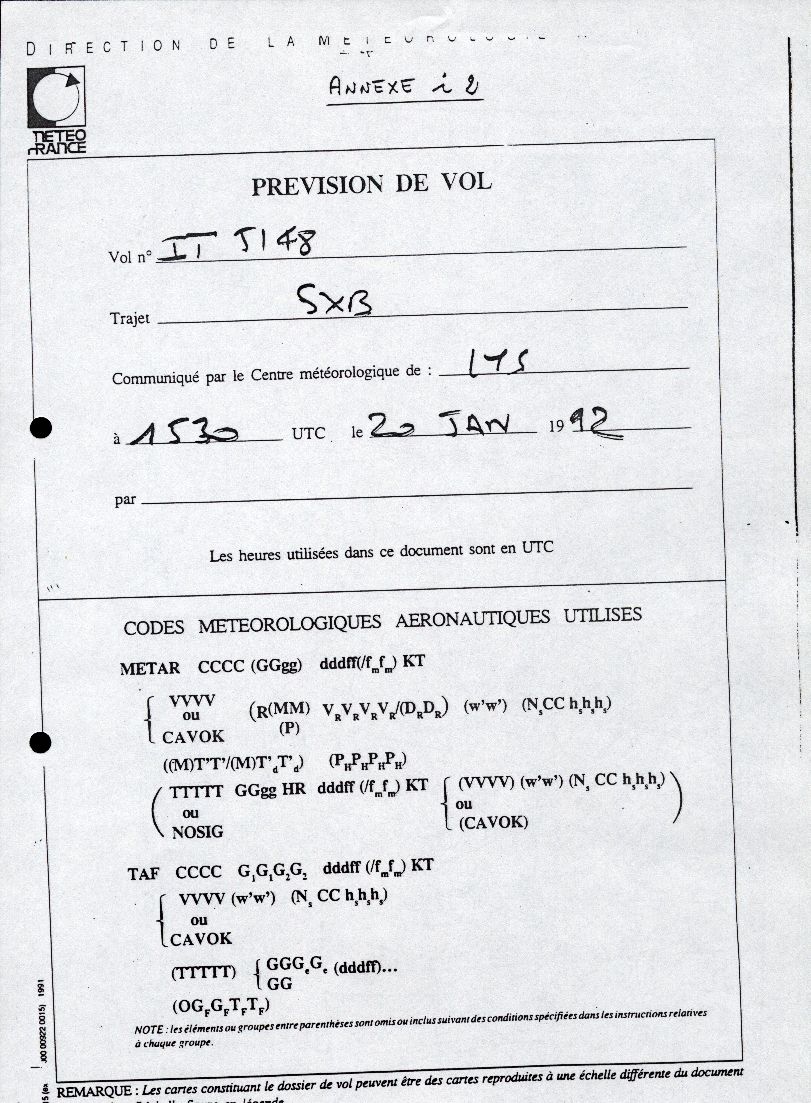 DIRECTION DE LA
ANNEXE i 2
METEO
FRANCE
PREVISION DE VOL
Vol n° IT 5148
Trajet SXB
Communiqué par le Centre météorologique de : LYS
à 1530 UTC le 20 JAN 1992
par
Les heures utilisées dans ce document sont en UTC
CODES METEOROLOGIQUES AERONAUTIQUES UTILISES
METAR CCCC (GGgg) dddff(/fmfm) KT
VVVV
ou
CAVOK
(R(MM) VRVRVRVR/(DRDR) (w'w') (NsCC hshshs)
(P)
((M)T'T'/(M)T'dT'd) (PHPHPHPH)
(TTTTT GGgg HR dddff (/fmfm) KT
ou
NOSIG
(VVVV) (w'w') (Ns CC hshshs))
ou
(CAVOK)
TAF CCCC G1G1G2G2 dddff (/fmfm) KT
VVVV (w'w') (Ns CC hshshs)
ou
CAVOK
(TTTTT) GGGeGe (dddff)...
GG
(OGFGFTFTF)
NOTE : les éléments ou groupes entre parenthèses sont omis ou inclus suivant des conditions spécifiées dans les instructions relatives
à chaque groupe.
J00 00922 0015) 1991
REMARQUE : Les cartes constituant le dossier de vol peuvent être des cartes reproduites à une échelle différente du document